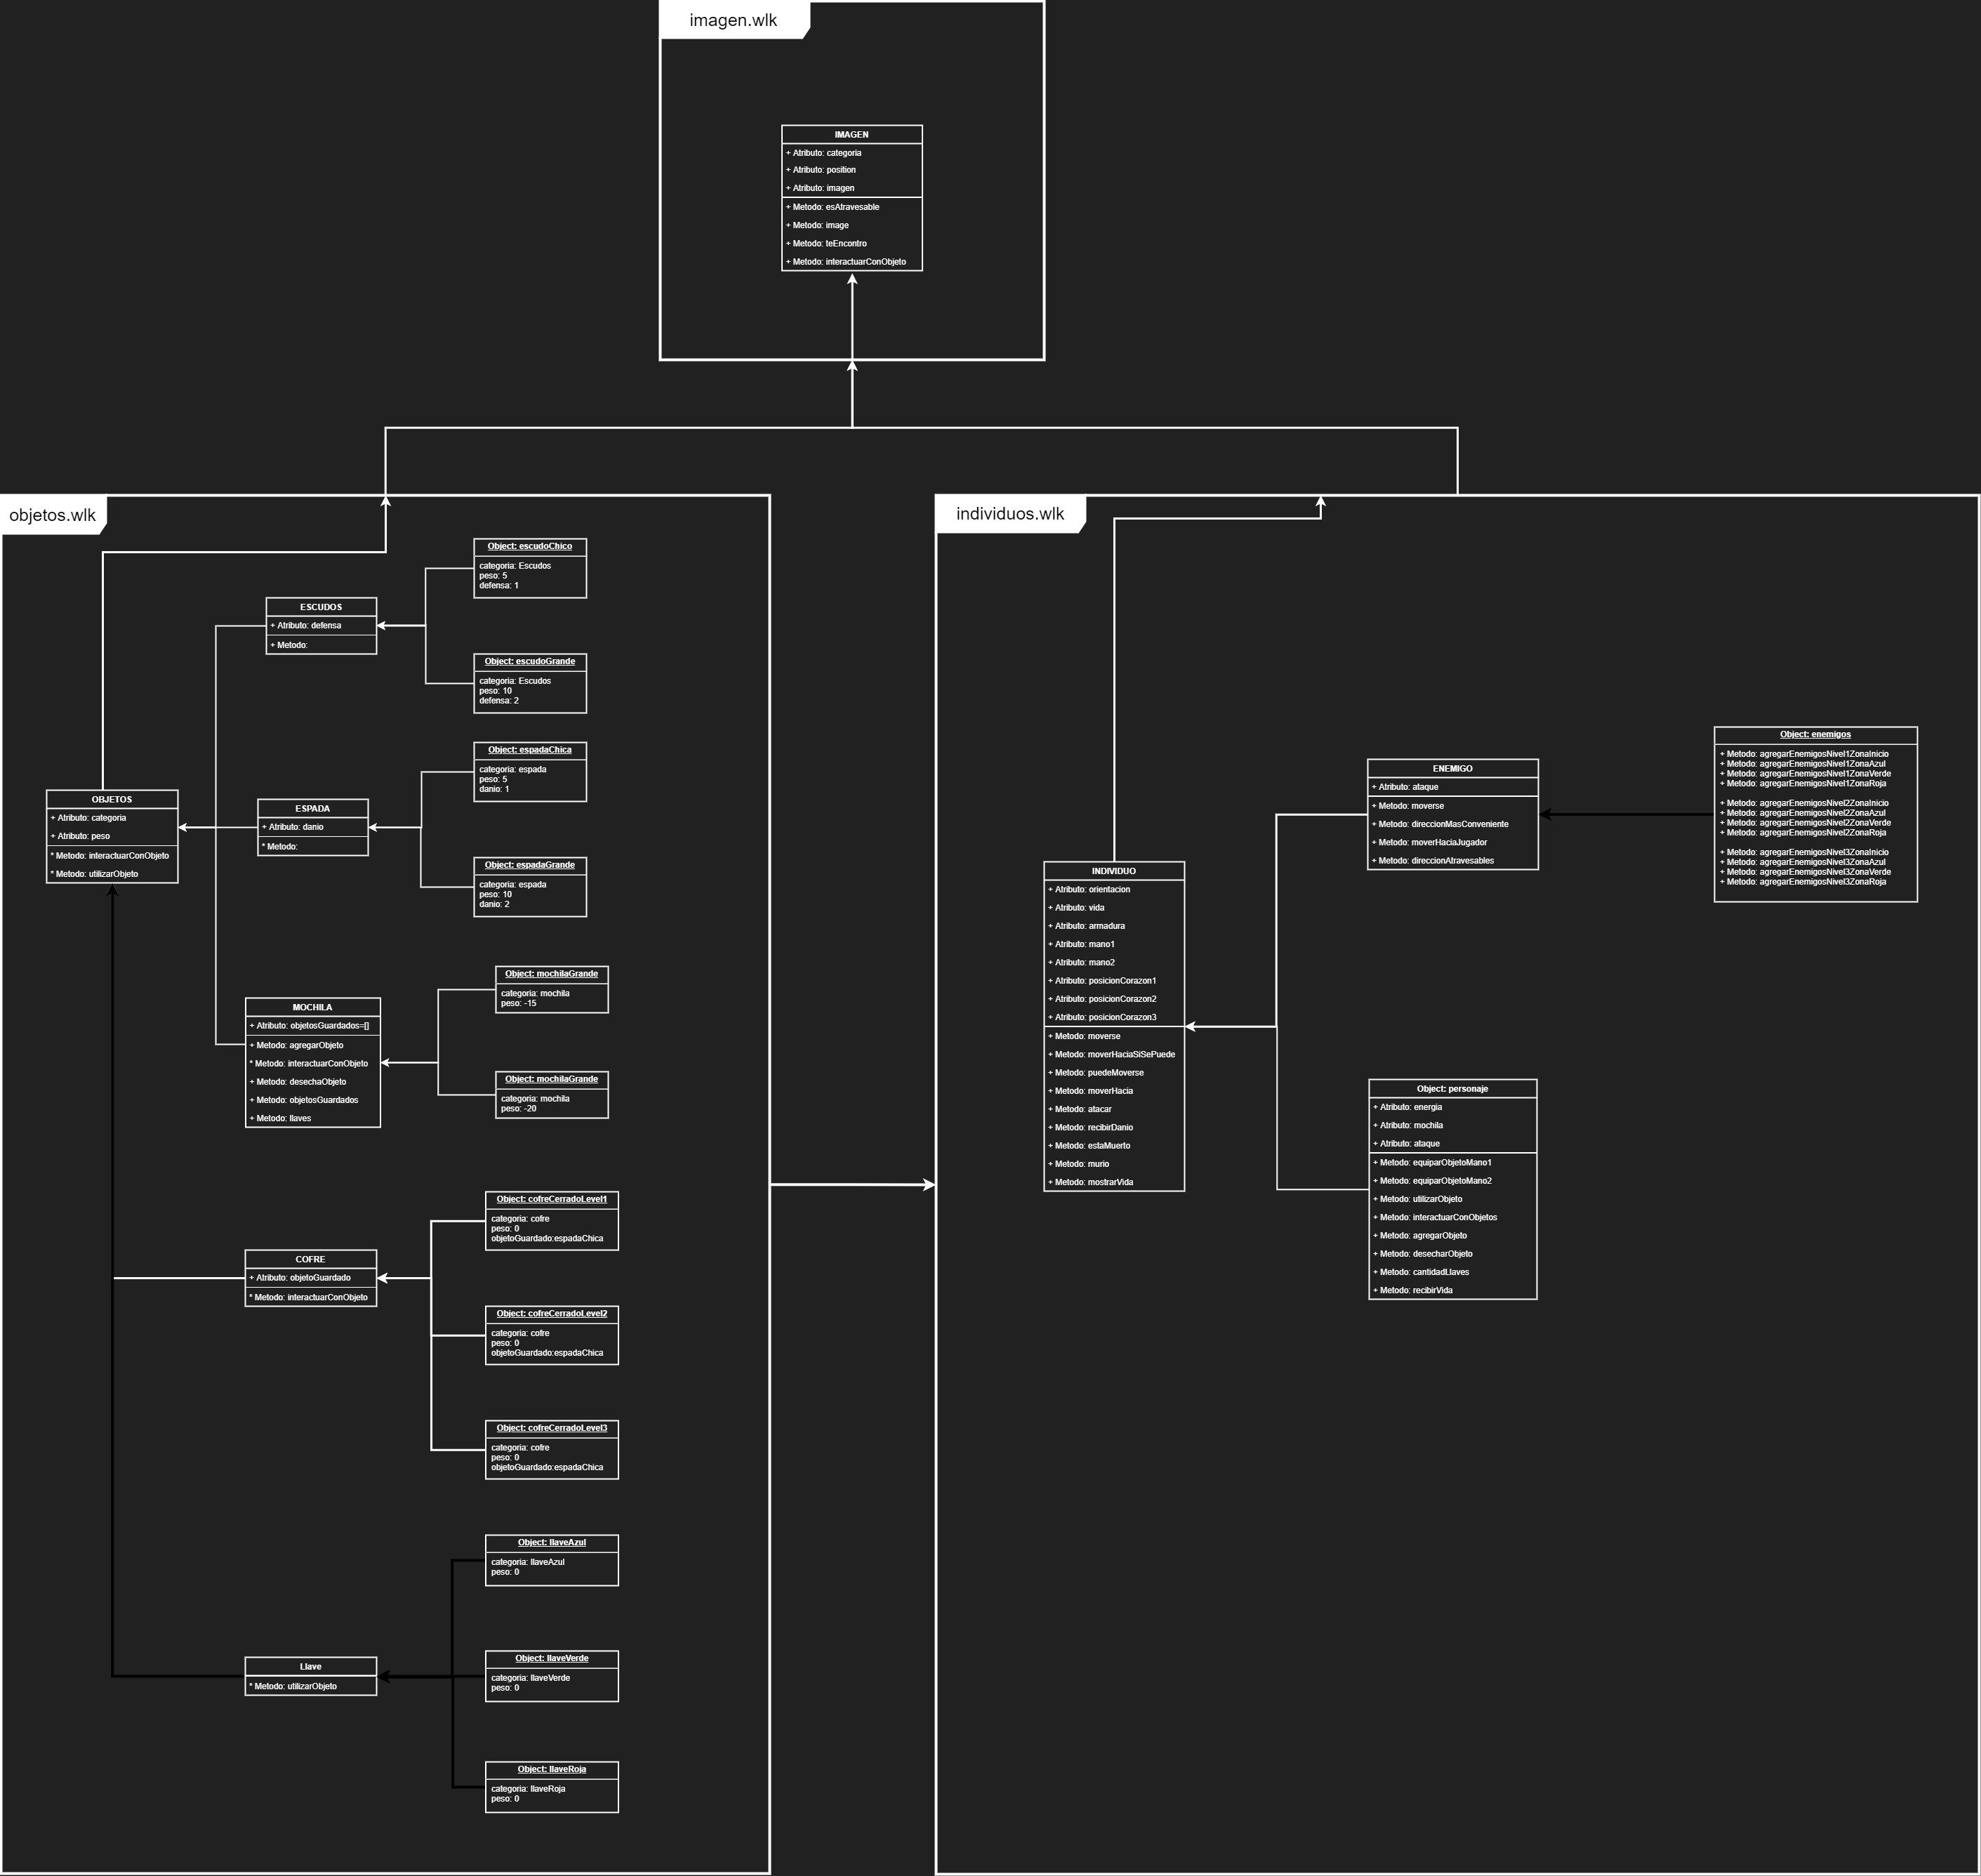 imagen.wlk
IMAGEN
+ Atributo: categoria
+ Atributo: position
+ Atributo: imagen
+ Metodo: esAtravesable
+ Metodo: image
+ Metodo: teEncontro
+ Metodo: interactuarConObjeto
objetos.wlk
OBJETOS
+ Atributo: categoria
+ Atributo: peso
* Metodo: interactuarConObjeto
* Metodo: utilizarObjeto
ESCUDOS
+ Atributo: defensa
+ Metodo:
Object: escudoChico
categoria: Escudos
peso: 5
defensa: 1
Object: escudoGrande
categoria: Escudos
peso: 10
defensa: 2
ESPADA
+ Atributo: danio
* Metodo:
Object: espadaChica
categoria: espada
peso: 5
danio: 1
Object: espadaGrande
categoria: espada
peso: 10
danio: 2
MOCHILA
+ Atributo: objetosGuardados=[]
+ Metodo: agregarObjeto
* Metodo: interactuarConObjeto
+ Metodo: desechaObjeto
+ Metodo: objetosGuardados
+ Metodo: llaves
Object: mochilaGrande
categoria: mochila
peso: -15
Object: mochilaGrande
categoria: mochila
peso: -20
COFRE
+ Atributo: objetoGuardado
* Metodo: interactuarConObjeto
Object: cofreCerradoLevel1
categoria: cofre
peso: 0
objetoGuardado:espadaChica
Object: cofreCerradoLevel2
categoria: cofre
peso: 0
objetoGuardado:espadaChica
Object: cofreCerradoLevel3
categoria: cofre
peso: 0
objetoGuardado:espadaChica
Llave
* Metodo: utilizarObjeto
Object: llaveAzul
categoria: llaveAzul
peso: 0
Object: llaveVerde
categoria: llaveVerde
peso: 0
Object: llaveRoja
categoria: llaveRoja
peso: 0
individuos.wlk
INDIVIDUO
+ Atributo: orientacion
+ Atributo: vida
+ Atributo: armadura
+ Atributo: mano1
+ Atributo: mano2
+ Atributo: posicionCorazon1
+ Atributo: posicionCorazon2
+ Atributo: posicionCorazon3
+ Metodo: moverse
+ Metodo: moverHaciaSiSePuede
+ Metodo: puedeMoverse
+ Metodo: moverHacia
+ Metodo: atacar
+ Metodo: recibirDanio
+ Metodo: estaMuerto
+ Metodo: murio
+ Metodo: mostrarVida
ENEMIGO
+ Atributo: ataque
+ Metodo: moverse
+ Metodo: direccionMasConveniente
+ Metodo: moverHaciaJugador
+ Metodo: direccionAtravesables
Object: enemigos
+ Metodo: agregarEnemigosNivel1ZonaInicio
+ Metodo: agregarEnemigosNivel1ZonaAzul
+ Metodo: agregarEnemigosNivel1ZonaVerde
+ Metodo: agregarEnemigosNivel1ZonaRoja
+ Metodo: agregarEnemigosNivel2ZonaInicio
+ Metodo: agregarEnemigosNivel2ZonaAzul
+ Metodo: agregarEnemigosNivel2ZonaVerde
+ Metodo: agregarEnemigosNivel2ZonaRoja
+ Metodo: agregarEnemigosNivel3ZonaInicio
+ Metodo: agregarEnemigosNivel3ZonaAzul
+ Metodo: agregarEnemigosNivel3ZonaVerde
+ Metodo: agregarEnemigosNivel3ZonaRoja
Object: personaje
+ Atributo: energia
+ Atributo: mochila
+ Atributo: ataque
+ Metodo: equiparObjetoMano1
+ Metodo: equiparObjetoMano2
+ Metodo: utilizarObjeto
+ Metodo: interactuarConObjetos
+ Metodo: agregarObjeto
+ Metodo: desecharObjeto
+ Metodo: cantidadLlaves
+ Metodo: recibirVida